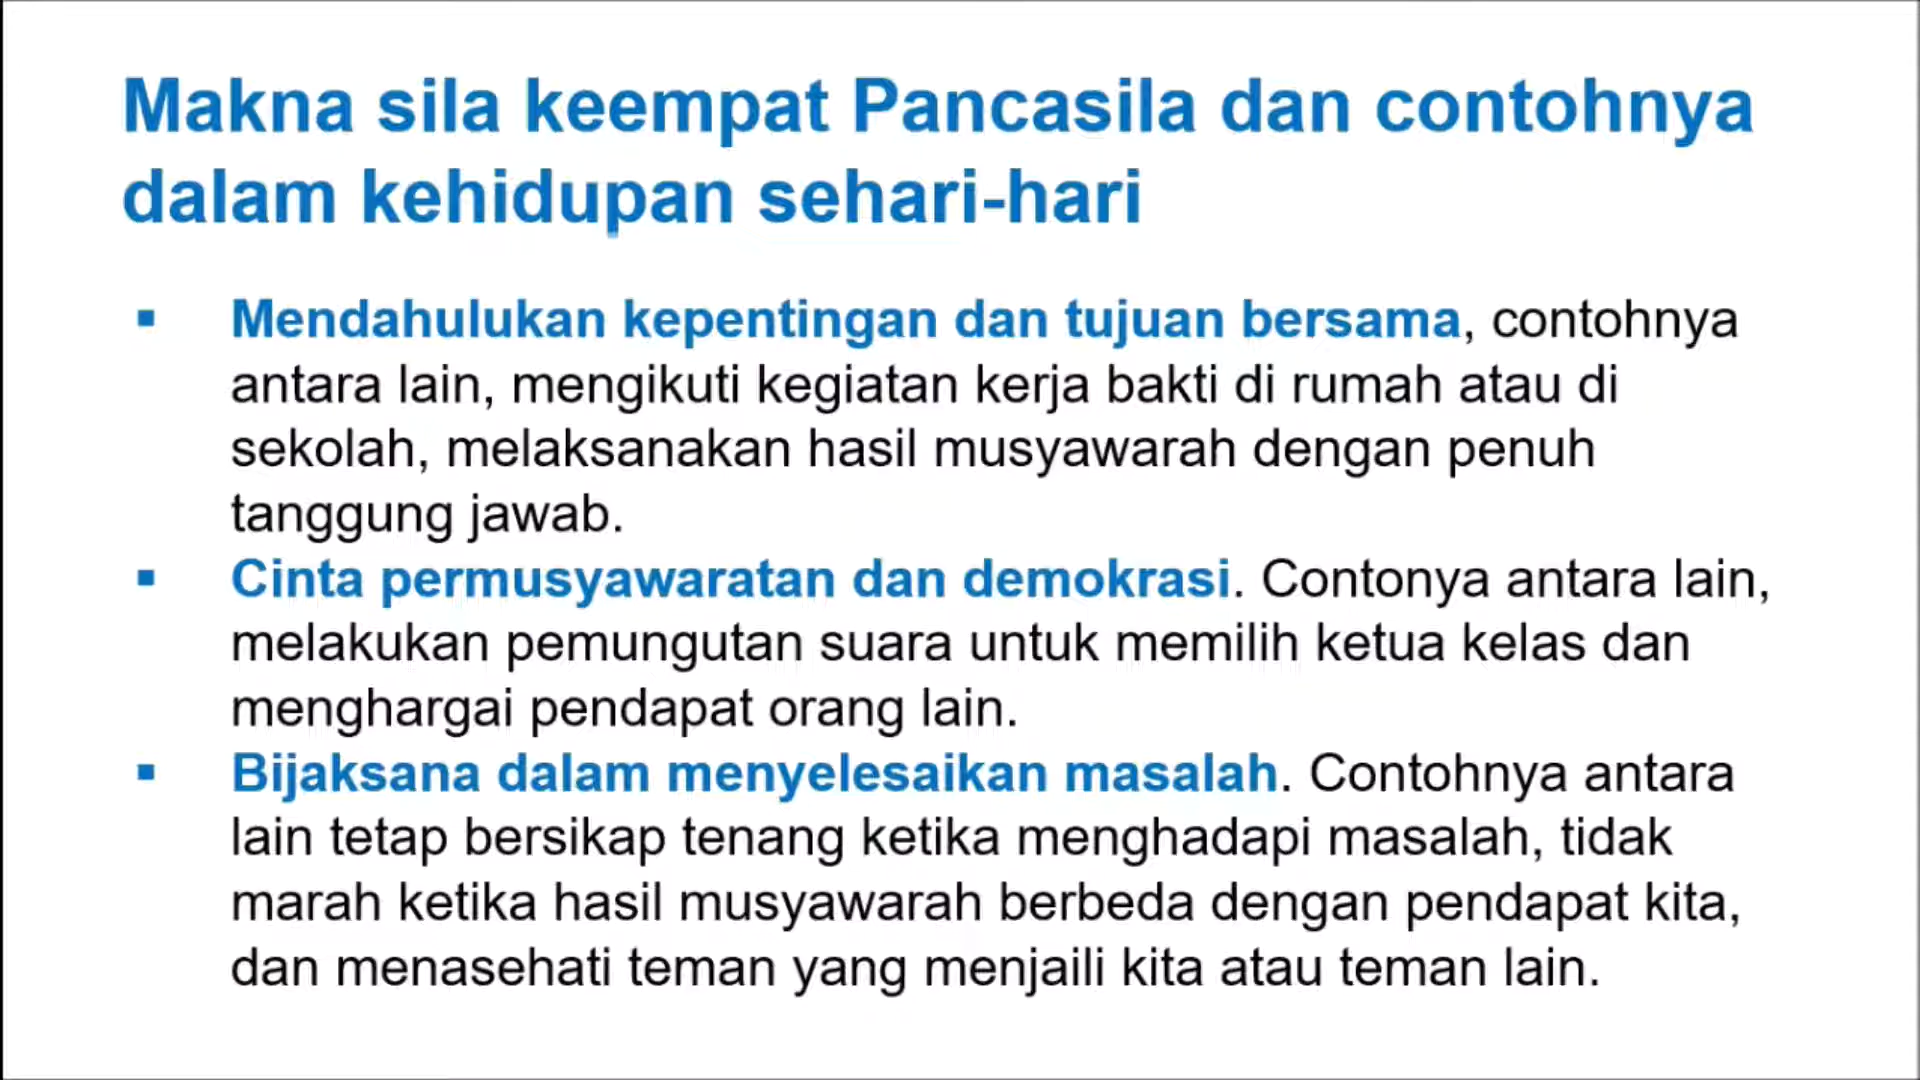 Makna sila keempat Pancasila dan contohnya
dalam kehidupan sehari-hari
▪ Mendahulukan kepentingan dan tujuan bersama, contohnya
antara lain, mengikuti kegiatan kerja bakti di rumah atau di
sekolah, melaksanakan hasil musyawarah dengan penuh
tanggung jawab.
▪ Cinta permusyawaratan dan demokrasi. Contonya antara lain,
melakukan pemungutan suara untuk memilih ketua kelas dan
menghargai pendapat orang lain.
▪ Bijaksana dalam menyelesaikan masalah. Contohnya antara
lain tetap bersikap tenang ketika menghadapi masalah, tidak
marah ketika hasil musyawarah berbeda dengan pendapat kita,
dan menasehati teman yang menjaili kita atau teman lain.